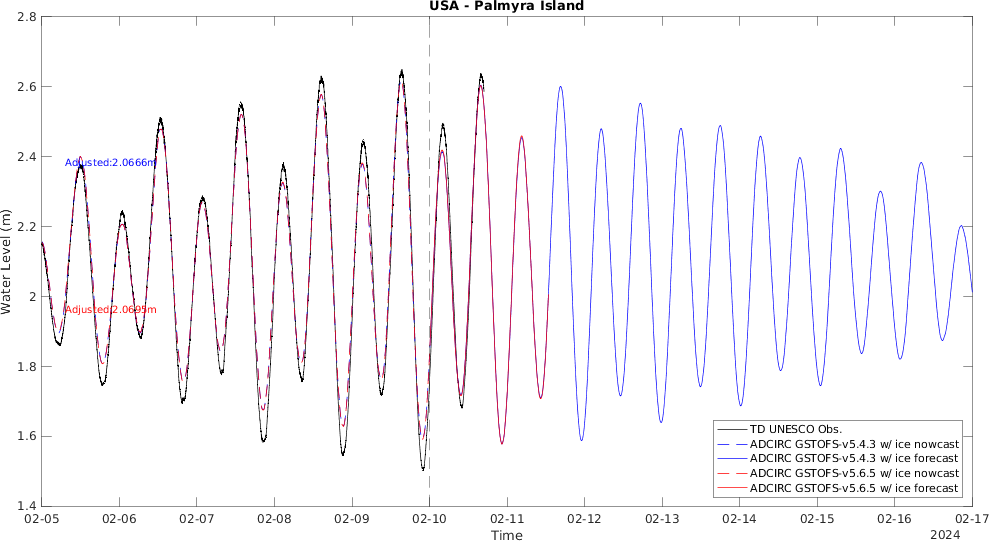 USA - Palmyra Island
2.8
2.6
2.4
2.2
2
1.8
1.6
1.4
Water Level (m)
Adjusted:2.0666m
Adjusted:2.0695m
TD UNESCO Obs.
ADCIRC GSTOFS-v5.4.3 w/ ice nowcast
ADCIRC GSTOFS-v5.4.3 w/ ice forecast
ADCIRC GSTOFS-v5.6.5 w/ ice nowcast
ADCIRC GSTOFS-v5.6.5 w/ ice forecast
02-05 02-06 02-07 02-08 02-09 02-10 02-11 02-12 02-13 02-14 02-15 02-16 02-17
Time
2024